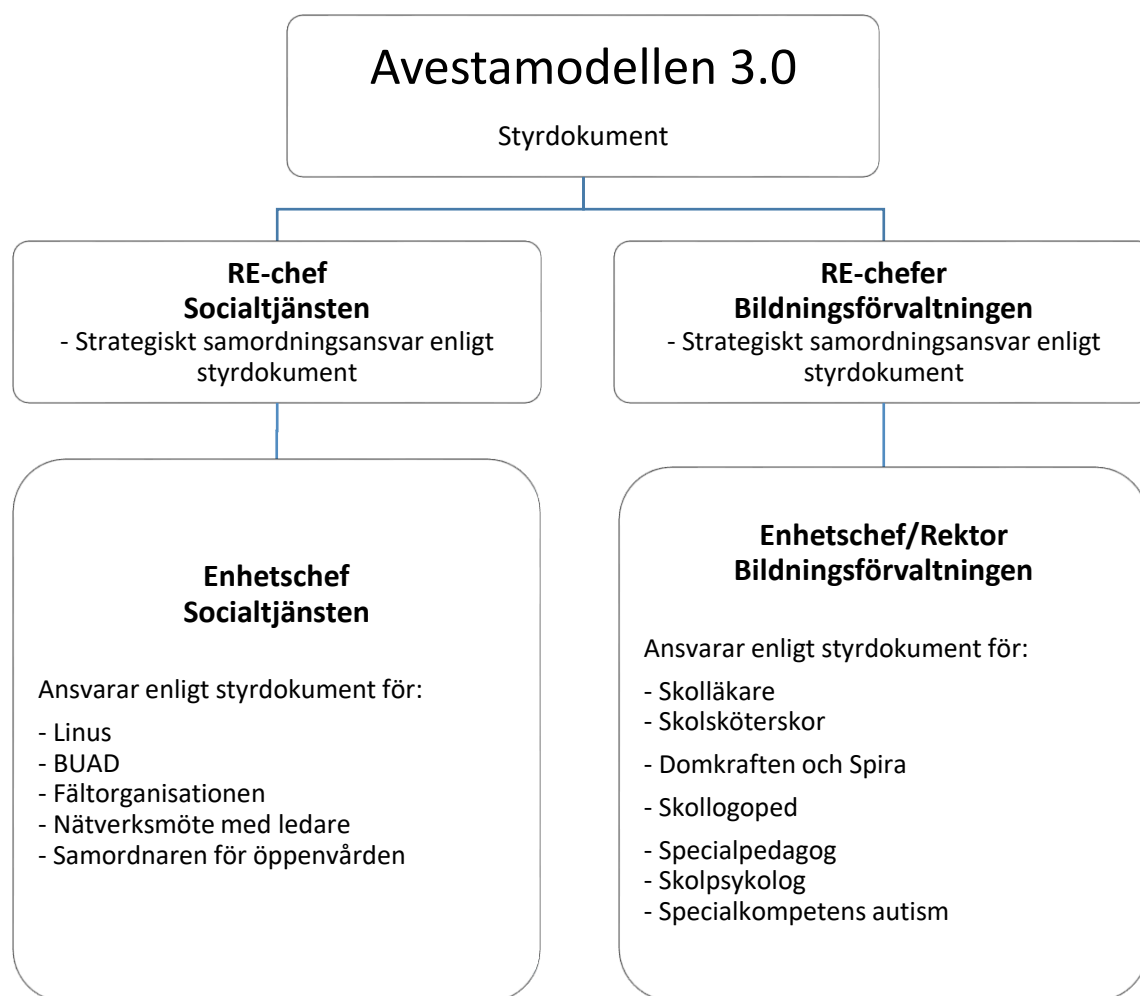 Avestamodellen 3.0
Styrdokument
RE-chef
Socialtjänsten
- Strategiskt samordningsansvar enligt
styrdokument
RE-chefer
Bildningsförvaltningen
- Strategiskt samordningsansvar enligt
styrdokument
Enhetschef
Socialtjänsten
Ansvarar enligt styrdokument för:
- Linus
- BUAD
- Fältorganisationen
- Nätverksmöte med ledare
- Samordnaren för öppenvården
Enhetschef/Rektor
Bildningsförvaltningen
Ansvarar enligt styrdokument för:
- Skolläkare
- Skolsköterskor
- Domkraften och Spira
- Skollogoped
- Specialpedagog
- Skolpsykolog
- Specialkompetens autism